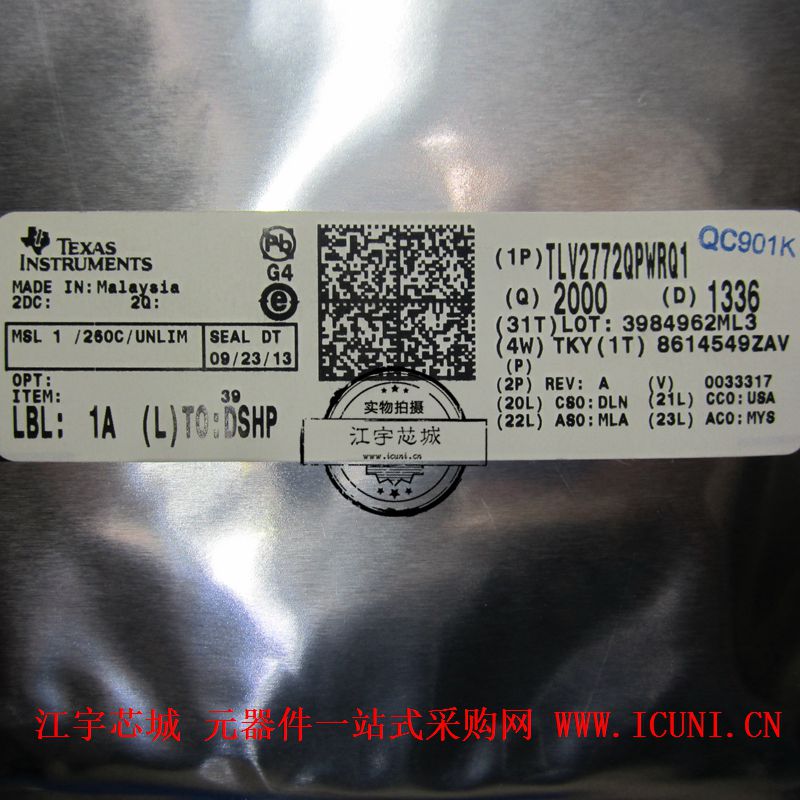 TEXAS
INSTRUMENTS
MADE IN: Malaysia
2DC: 2Q:
Pb
G4
e
MSL 1 /260C/UNLIM
SEAL DT
09/23/13
OPT:
ITEM: 39
LBL: 1A (L)TO:DSHP
QC901K
(1P)TLV2772QPWRQ1
(Q) 2000 (D) 1336
(31T)LOT: 3984962ML3
(4W) TKY(1T) 8614549ZAV
(P)
(2P) REV: A (V) 0033317
(20L) CSO:DLN (21L) CCO:USA
(22L) ASO:MLA (23L) ACO:MYS
实物拍摄
江宇芯城
www.icuni.cn
江宇芯城 元器件一站式采购网 WWW.ICUNI.CN